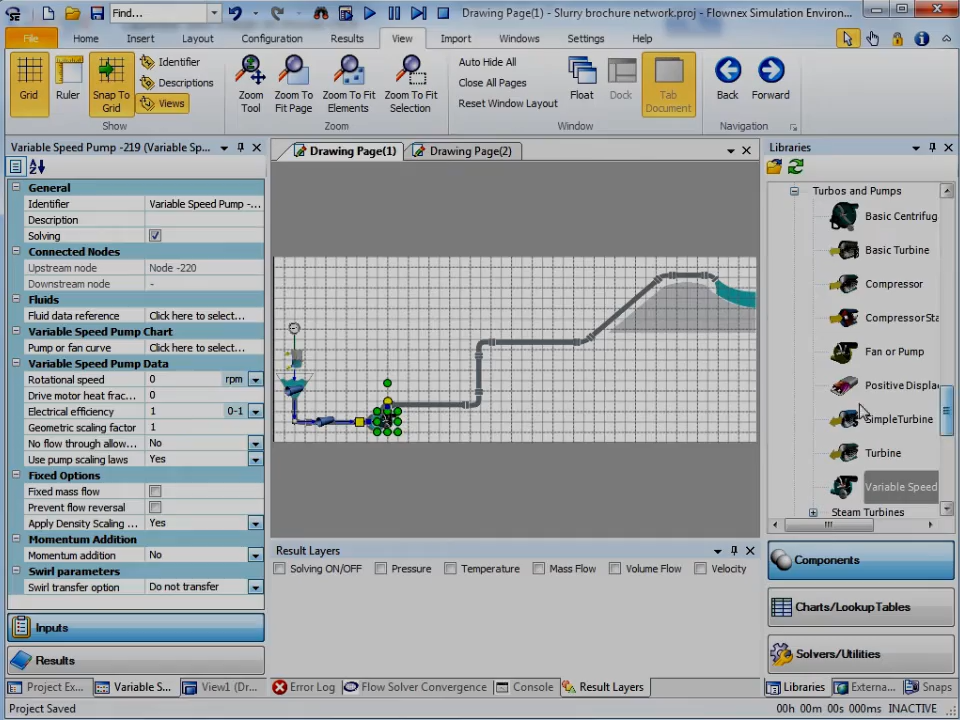 Find...
Drawing Page(1) - Slurry brochure network.proj - Flownex Simulation Environ...
File Home Insert Layout Configuration Results View Import Windows Settings Help
Grid
Ruler
Snap To
Grid
Identifier
Descriptions
Views
Show
Zoom
Tool
Zoom To
Fit Page
Zoom To Fit
Elements
Zoom To Fit
Selection
Zoom
Auto Hide All
Close All Pages
Reset Window Layout
Float
Dock
Tab
Document
Window
Back
Forward
Navigation
Variable Speed Pump -219 (Variable Sp...
General
Identifier Variable Speed Pump -...
Description
Solving
Connected Nodes
Upstream node Node -220
Downstream node -
Fluids
Fluid data reference Click here to select...
Variable Speed Pump Chart
Pump or fan curve Click here to select...
Variable Speed Pump Data
Rotational speed 0 rpm
Drive motor heat frac... 0
Electrical efficiency 1 0-1
Geometric scaling factor 1
No flow through allow... No
Use pump scaling laws Yes
Fixed Options
Fixed mass flow
Prevent flow reversal
Apply Density Scaling ... Yes
Momentum Addition
Momentum addition No
Swirl parameters
Swirl transfer option Do not transfer
Inputs
Results
Project Ex... Variable S... View1 (Dr...
Drawing Page(1) Drawing Page(2)
Result Layers
Solving ON/OFF Pressure Temperature Mass Flow Volume Flow Velocity
Error Log Flow Solver Convergence Console Result Layers
Libraries
Turbos and Pumps
Basic Centrifug
Basic Turbine
Compressor
CompressorSta
Fan or Pump
Positive Displa
SimpleTurbine
Turbine
Variable Speed
Steam Turbines
Components
Charts/Lookup Tables
Solvers/Utilities
Libraries Externa... Snaps
Project Saved
00h 00m 00s 000ms INACTIVE